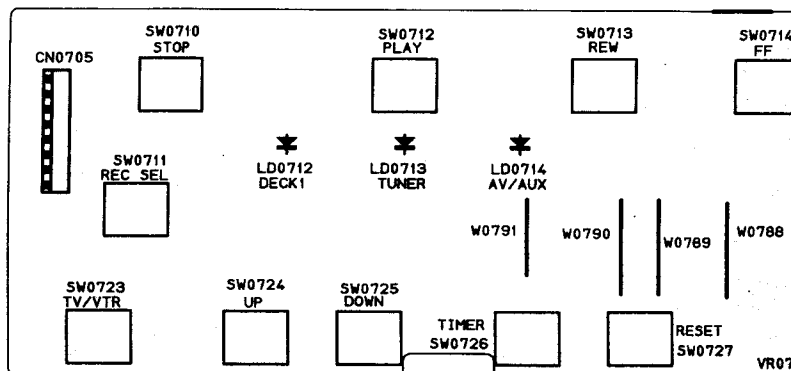 SW0710
STOP
SW0712
PLAY
SW0713
REW
SW0714
FF
CN0705
SW0711
REC SEL
LD0712
DECK1
LD0713
TUNER
LD0714
AV/AUX
W0791
W0790
W0789
W0788
SW0723
TV/VTR
SW0724
UP
SW0725
DOWN
TIMER
SW0726
RESET
SW0727
VR07